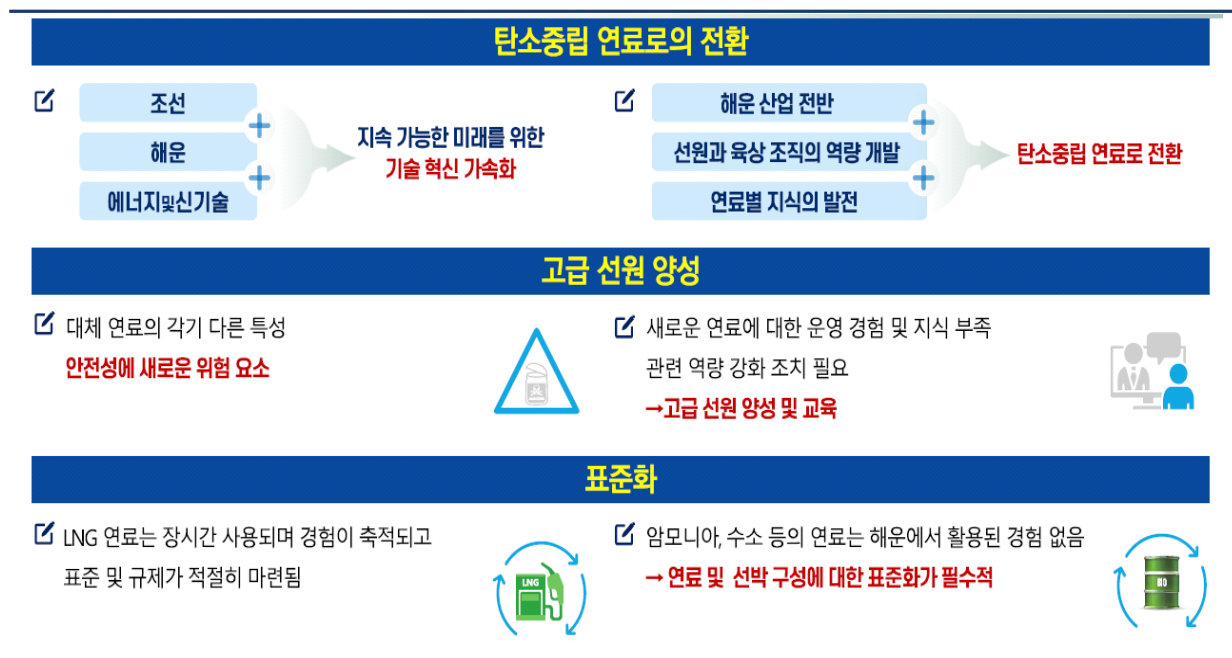 탄소중립 연료로의 전환
조선
해운
에너지및신기술
지속 가능한 미래를 위한
기술 혁신 가속화
해운 산업 전반
선원과 육상 조직의 역량 개발
연료별 지식의 발전
탄소중립 연료로 전환
고급 선원 양성
대체 연료의 각기 다른 특성
안전성에 새로운 위험 요소
새로운 연료에 대한 운영 경험 및 지식 부족
관련 역량 강화 조치 필요
→고급 선원 양성 및 교육
표준화
LNG 연료는 장시간 사용되며 경험이 축적되고
표준 및 규제가 적절히 마련됨
LNG
암모니아, 수소 등의 연료는 해운에서 활용된 경험 없음
→ 연료 및 선박 구성에 대한 표준화가 필수적